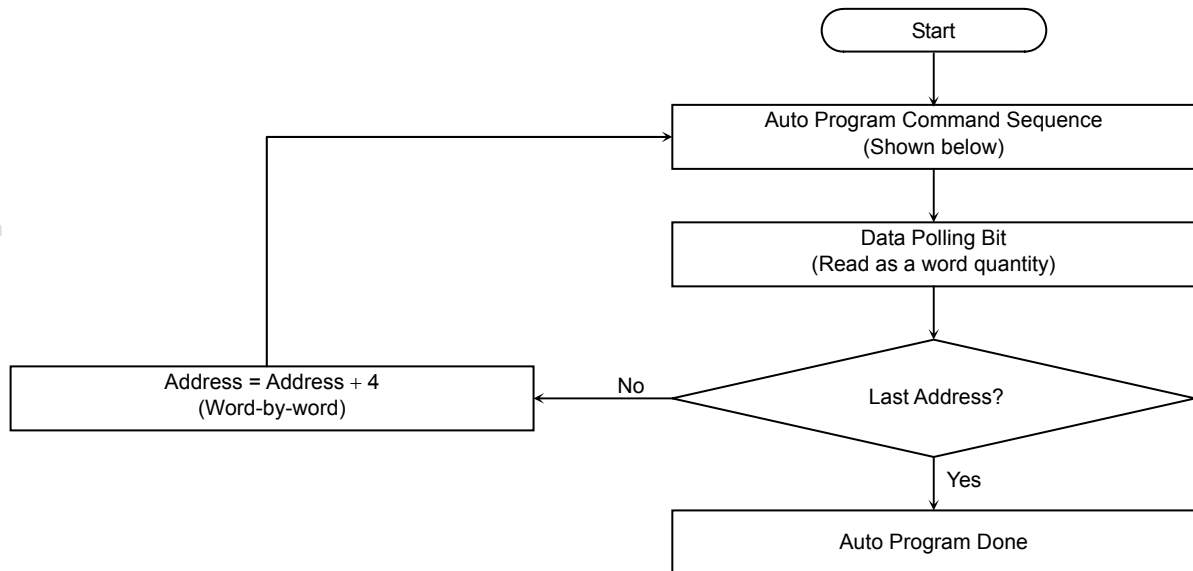 Start
Auto Program Command Sequence
(Shown below)
Data Polling Bit
(Read as a word quantity)
Address = Address + 4
(Word-by-word)
No
Last Address?
Yes
Auto Program Done